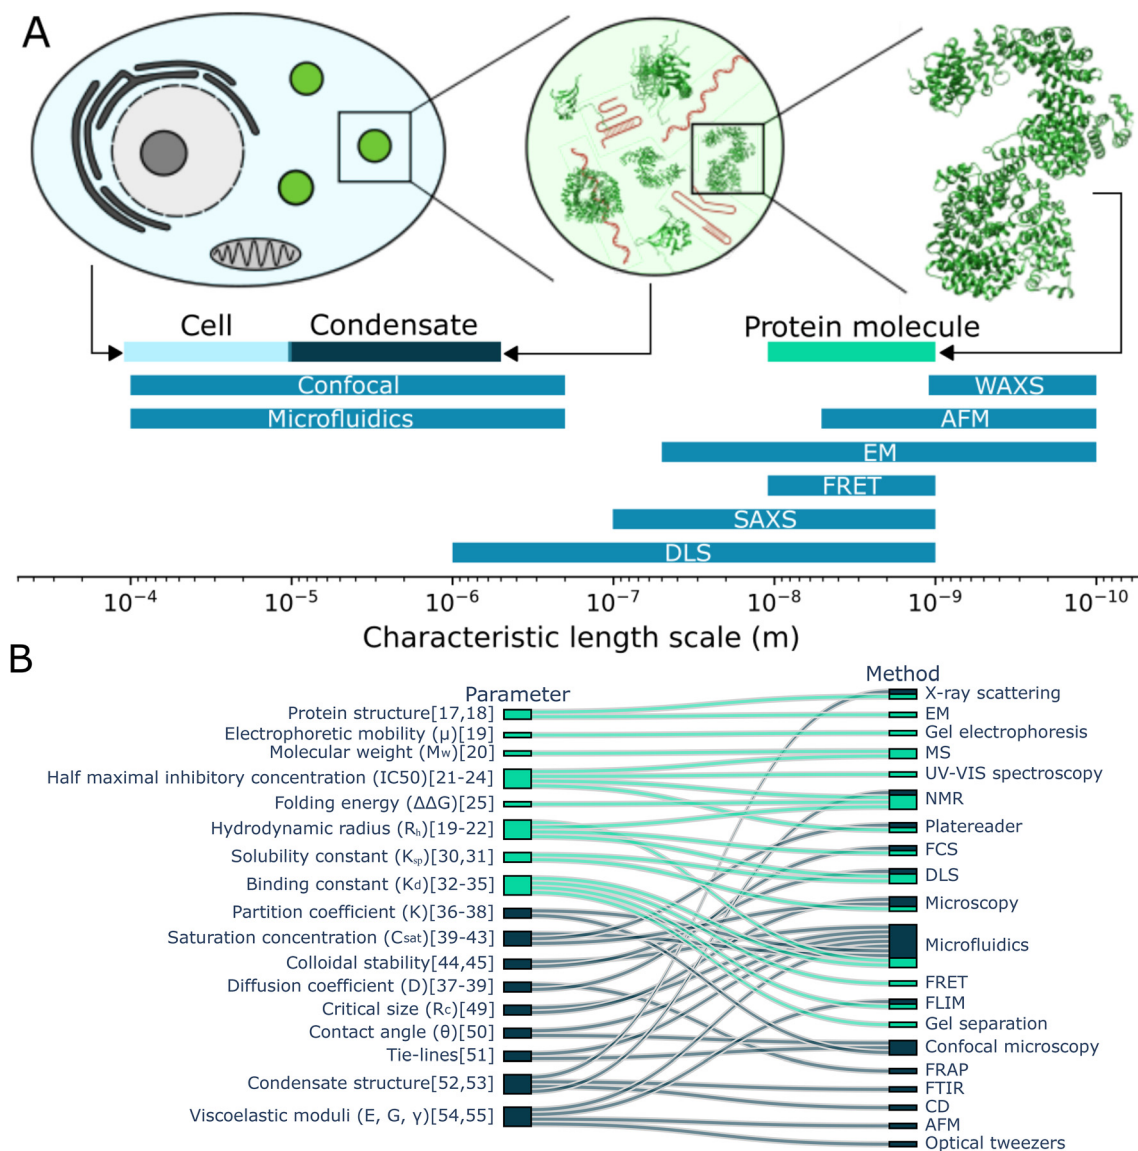 A
Cell
Condensate
Protein molecule
Confocal
WAXS
Microfluidics
AFM
EM
FRET
SAXS
DLS
10⁻⁴ 10⁻⁵ 10⁻⁶ 10⁻⁷ 10⁻⁸ 10⁻⁹ 10⁻¹⁰
Characteristic length scale (m)
B
Parameter
Protein structure[17,18]
Electrophoretic mobility (μ)[19]
Molecular weight (Mw)[20]
Half maximal inhibitory concentration (IC50)[21-24]
Folding energy (ΔΔG)[25]
Hydrodynamic radius (Rₕ)[19-22]
Solubility constant (Kₛₚ)[30,31]
Binding constant (Kd)[32-35]
Partition coefficient (K)[36-38]
Saturation concentration (Csat)[39-43]
Colloidal stability[44,45]
Diffusion coefficient (D)[37-39]
Critical size (Rc)[49]
Contact angle (θ)[50]
Tie-lines[51]
Condensate structure[52,53]
Viscoelastic moduli (E, G, γ)[54,55]
Method
X-ray scattering
EM
Gel electrophoresis
MS
UV-VIS spectroscopy
NMR
Platereader
FCS
DLS
Microscopy
Microfluidics
FRET
FLIM
Gel separation
Confocal microscopy
FRAP
FTIR
CD
AFM
Optical tweezers